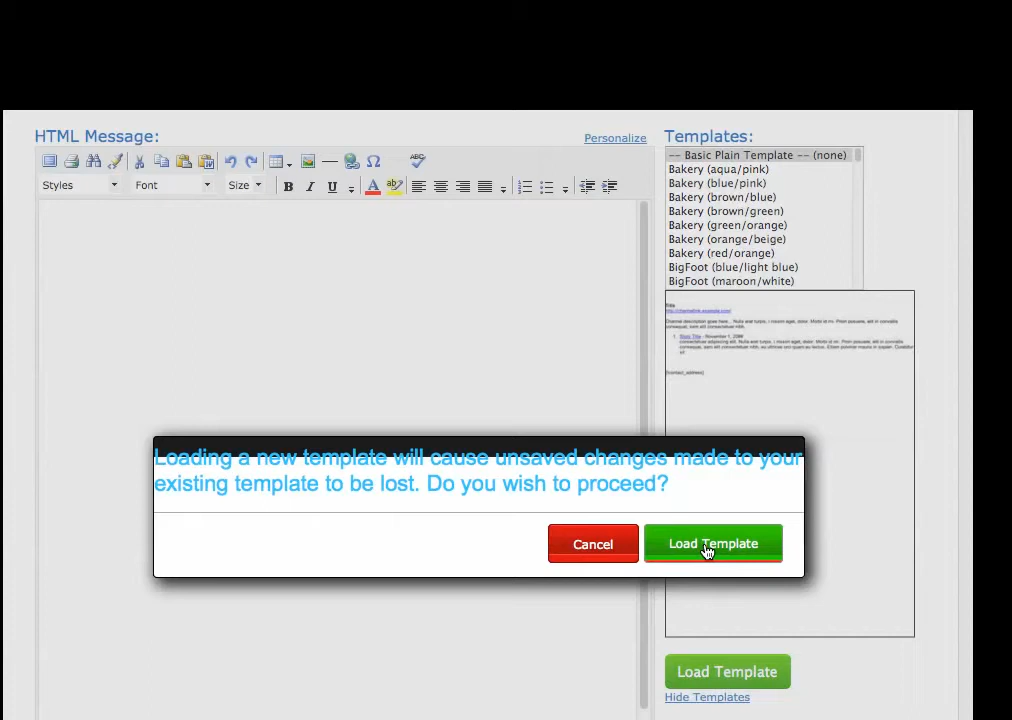 HTML Message:
Personalize
Templates:
Styles
Font
Size
B
I
U
A
ab
Ω
ABC
-- Basic Plain Template -- (none)
Bakery (aqua/pink)
Bakery (blue/pink)
Bakery (brown/blue)
Bakery (brown/green)
Bakery (green/orange)
Bakery (orange/beige)
Bakery (red/orange)
BigFoot (blue/light blue)
BigFoot (maroon/white)
Loading a new template will cause unsaved changes made to your
existing template to be lost. Do you wish to proceed?
Cancel
Load Template
Load Template
Hide Templates